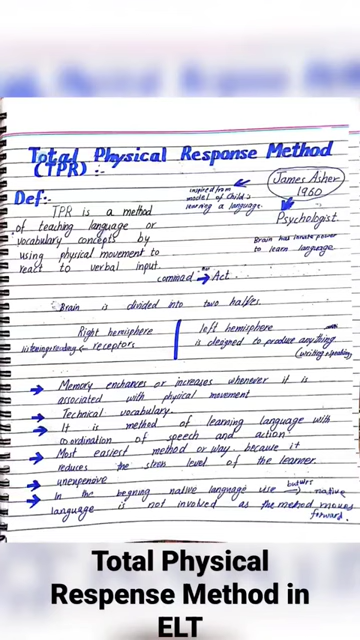 Total Physical Response Method
(TPR) :-
James Asher
1960
inspired from
model of Child's
learning a language.
Psychologist.
Brain has innate power
to learn language
Def:-
TPR is a method
of teaching language or
vocabulary concepts by
using physical movement to
react to verbal input.
commad → Act
Brain is divided into two halfes.
Right hemisphere
listening, reading ← receptors
left hemisphere
is designed to produce anything
(writing, speaking)
→ Memory enhances or increases whenever it is
associated with physical movement
→ Technical vocabulary.
→ It is method of learning language with
coordination of speech and action
→ Most easiest method or way. because it
reduces the stress level of the learner.
→ unexpensive
→ In the begning native language use → native
language is not involved as the method moves
forward.
Total Physical
Respense Method in
ELT